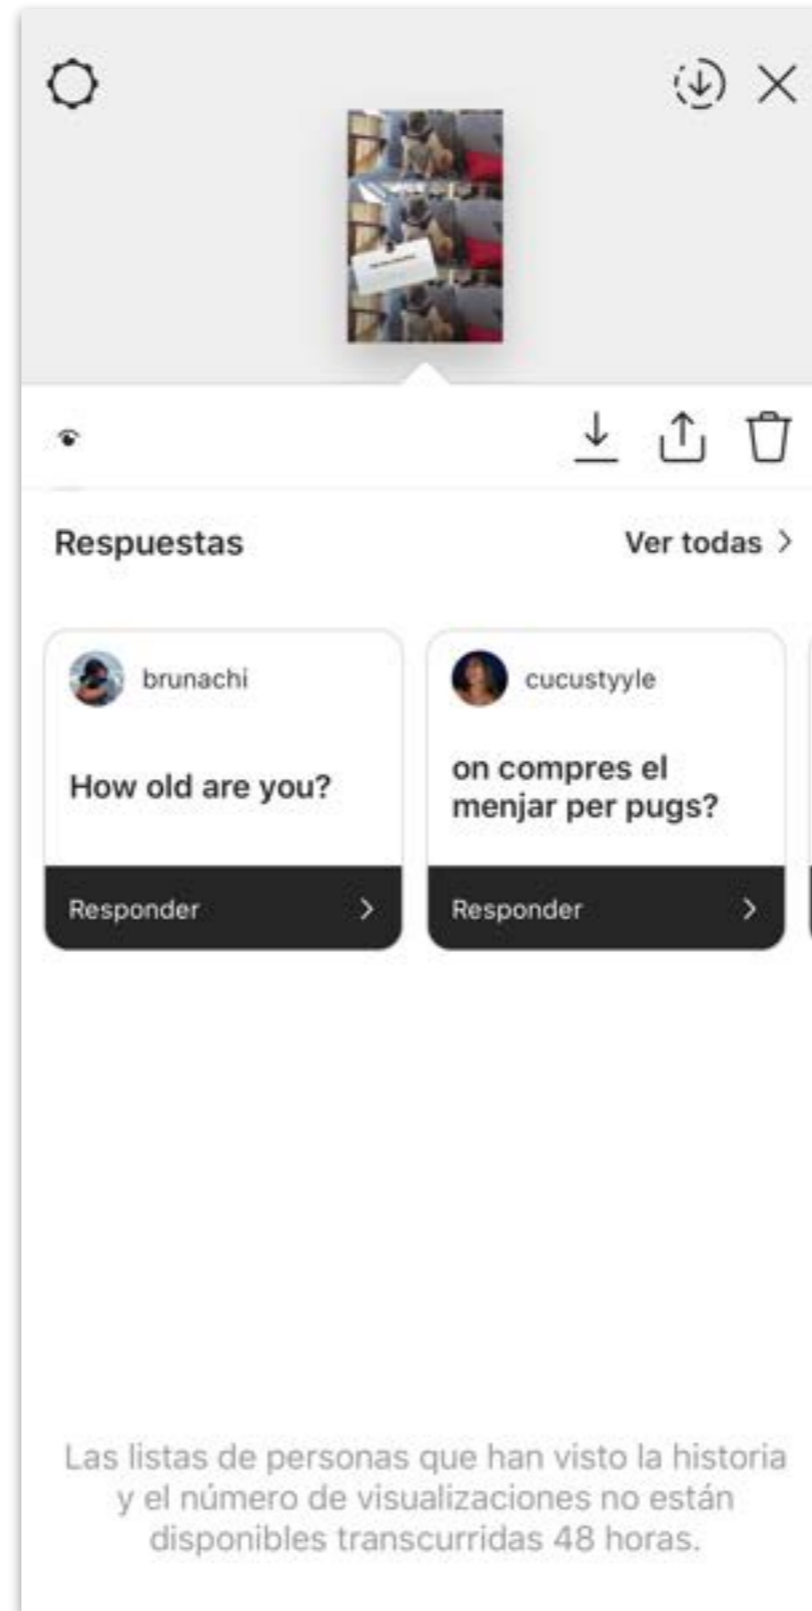 Respuestas
Ver todas >
brunachi
cucustyyle
How old are you?
on compres el
menjar per pugs?
Responder >
Responder >
Las listas de personas que han visto la historia
y el número de visualizaciones no están
disponibles transcurridas 48 horas.